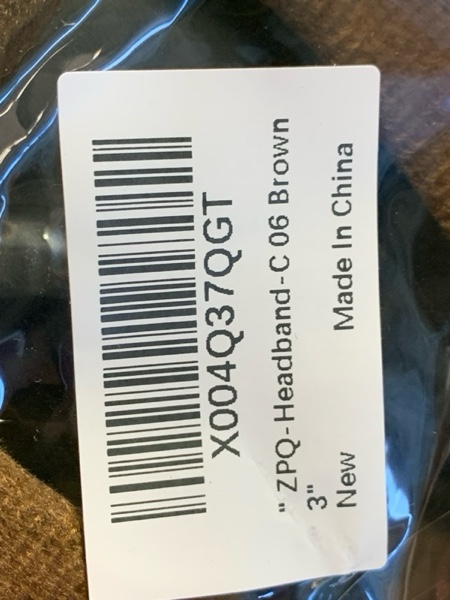 X004Q37QGT
" ZPQ-Headband-C 06 Brown
3"
New Made In China